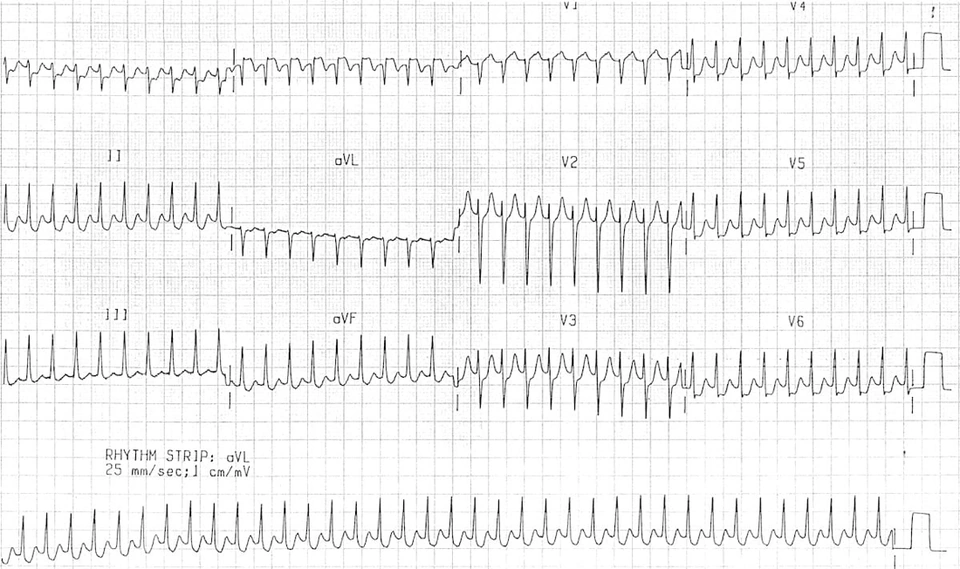 V1
V4
II
aVL
V2
V5
III
aVF
V3
V6
RHYTHM STRIP: aVL
25 mm/sec;1 cm/mV